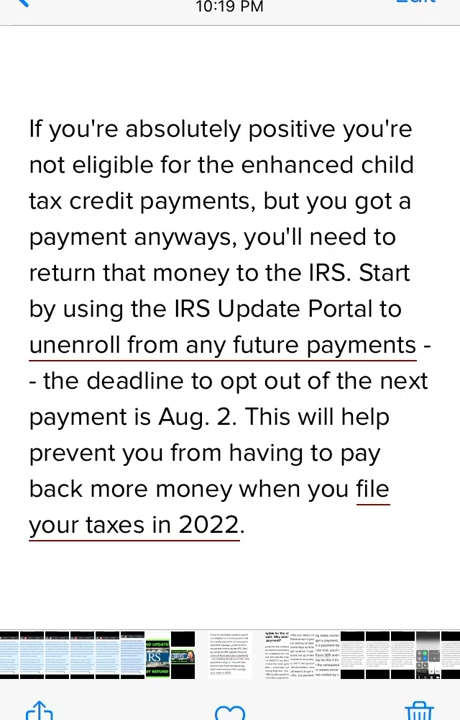 10:19 PM
If you're absolutely positive you're
not eligible for the enhanced child
tax credit payments, but you got a
payment anyways, you'll need to
return that money to the IRS. Start
by using the IRS Update Portal to
unenroll from any future payments -
- the deadline to opt out of the next
payment is Aug. 2. This will help
prevent you from having to pay
back more money when you file
your taxes in 2022.